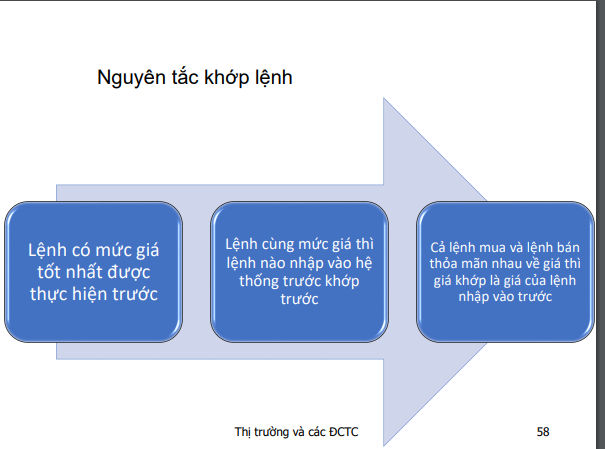 Nguyên tắc khớp lệnh
Lệnh có mức giá
tốt nhất được
thực hiện trước
Lệnh cùng mức giá thì
lệnh nào nhập vào hệ
thống trước khớp
trước
Cả lệnh mua và lệnh bán
thỏa mãn nhau về giá thì
giá khớp là giá của lệnh
nhập vào trước
Thị trường và các ĐCTC
58